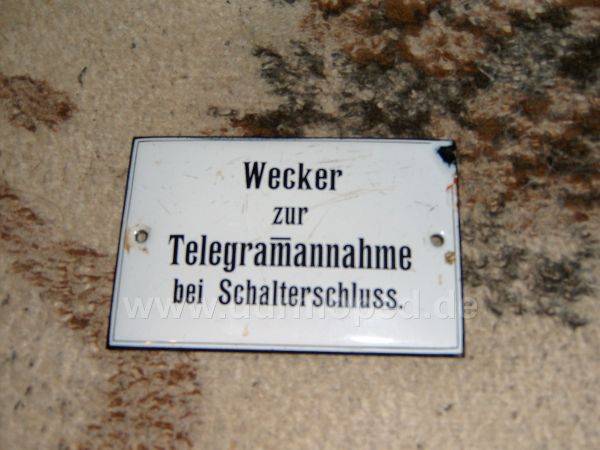 Wecker
zur
Telegram̅annahme
bei Schalterschluss.
www.ddrmoped.de